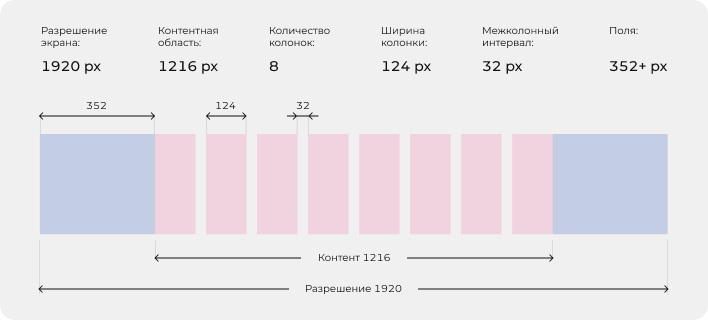 Разрешение
экрана:
1920 px
Контентная
область:
1216 px
Количество
колонок:
8
Ширина
колонки:
124 px
Межколонный
интервал:
32 px
Поля:
352+ px
352
124
32
Контент 1216
Разрешение 1920